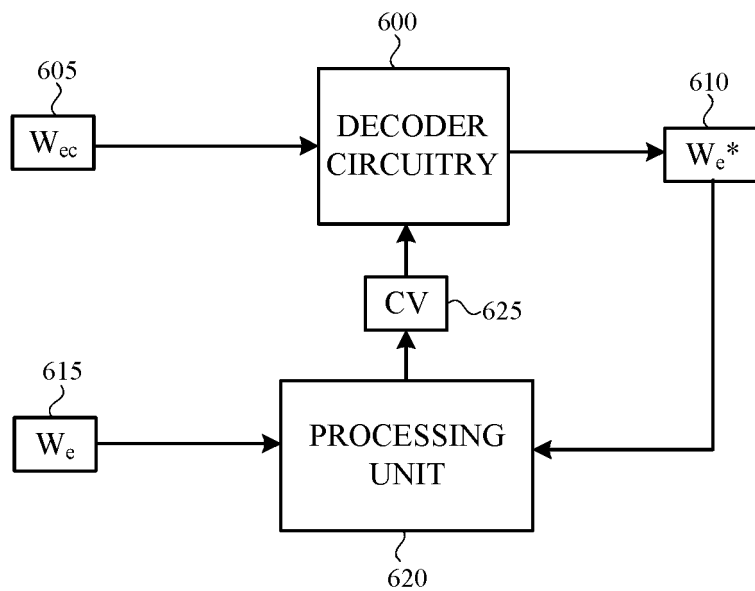 600
605
610
W_ec
DECODER
CIRCUITRY
W_e*
CV
625
615
W_e
PROCESSING
UNIT
620